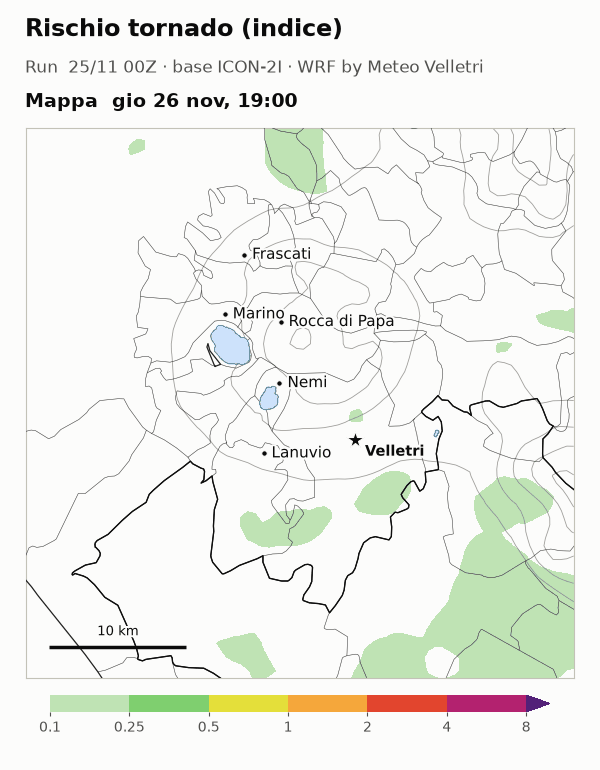 Rischio tornado (indice)
Run  25/11 00Z · base ICON-2I · WRF by Meteo Velletri
Mappa  gio 26 nov, 19:00
Frascati
Marino
Rocca di Papa
Nemi
Velletri
Lanuvio
10 km
0.1 0.25 0.5 1 2 4 8